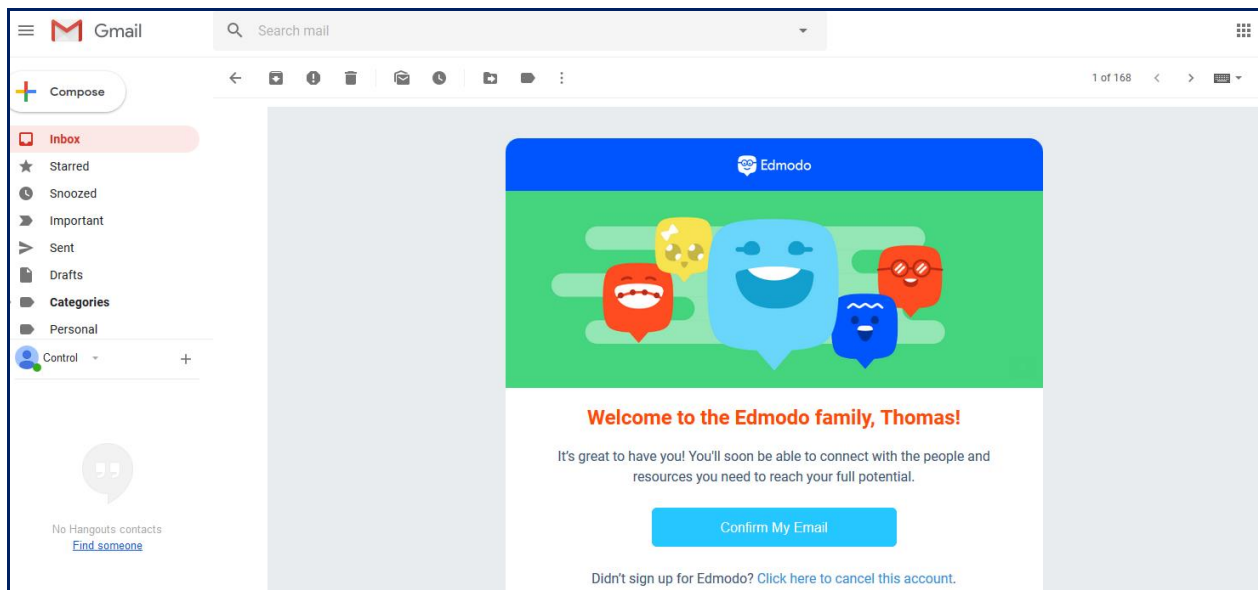 Gmail
Search mail
Compose
1 of 168
Inbox
Starred
Snoozed
Important
Sent
Drafts
Categories
Personal
Control
No Hangouts contacts
Find someone
Edmodo
Welcome to the Edmodo family, Thomas!
It's great to have you! You'll soon be able to connect with the people and
resources you need to reach your full potential.
Confirm My Email
Didn't sign up for Edmodo? Click here to cancel this account.